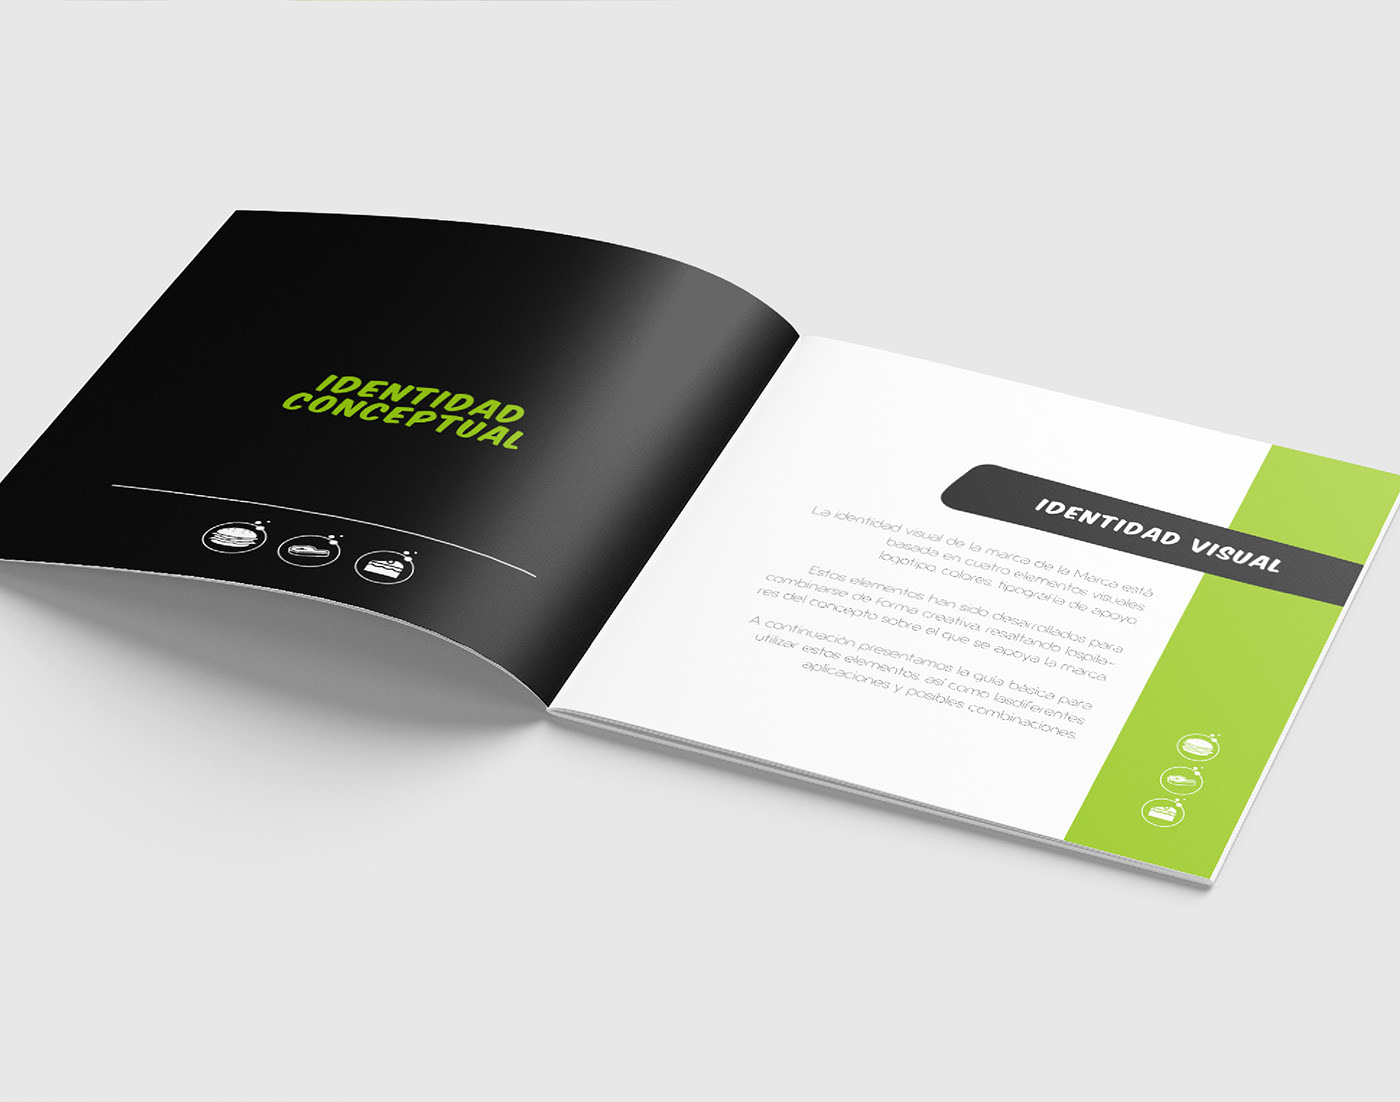 IDENTIDAD
CONCEPTUAL
IDENTIDAD VISUAL
La identidad visual de la marca de la Marca está
basada en cuatro elementos visuales:
logotipo, colores, tipografía de apoyo.
Estos elementos han sido desarrollados para
combinarse de forma creativa, resaltando lospila-
res del concepto sobre el que se apoya la marca.
A continuación presentamos la guía básica para
utilizar estos elementos, así como lasdiferentes
aplicaciones y posibles combinaciones.